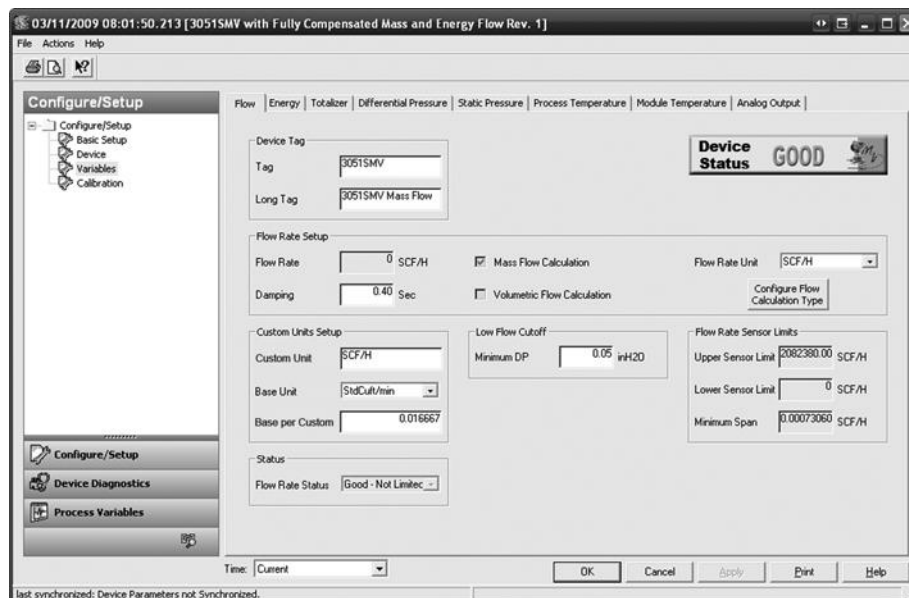 03/11/2009 08:01:50.213 [3051SMV with Fully Compensated Mass and Energy Flow Rev. 1]
File Actions Help
Configure/Setup
Configure/Setup
Basic Setup
Device
Variables
Calibration
Configure/Setup
Device Diagnostics
Process Variables
Flow Energy Totalizer Differential Pressure Static Pressure Process Temperature Module Temperature Analog Output
Device Tag
Tag 3051SMV
Long Tag 3051SMV Mass Flow
Device Status GOOD
Flow Rate Setup
Flow Rate 0 SCF/H Mass Flow Calculation Flow Rate Unit SCF/H
Damping 0.40 Sec Volumetric Flow Calculation Configure Flow Calculation Type
Custom Units Setup
Custom Unit SCF/H
Base Unit StdCuft/min
Base per Custom 0.016667
Low Flow Cutoff
Minimum DP 0.05 inH2O
Flow Rate Sensor Limits
Upper Sensor Limit 2082380.00 SCF/H
Lower Sensor Limit 0 SCF/H
Minimum Span 0.00073060 SCF/H
Status
Flow Rate Status Good - Not Limitec
Time: Current
OK Cancel Apply Print Help
last synchronized: Device Parameters not Synchronized.